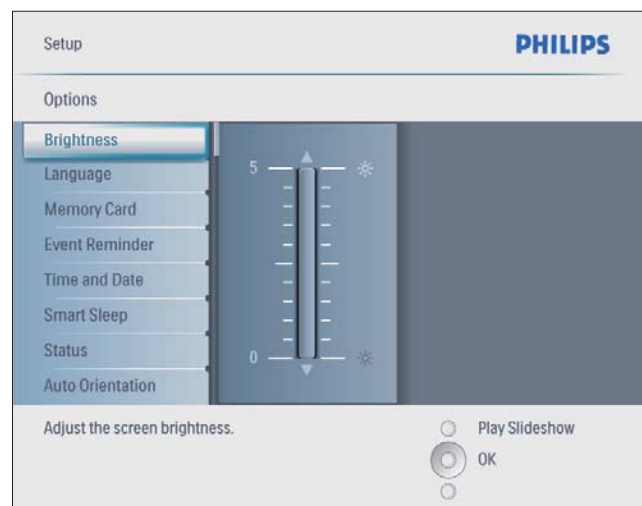 Setup
PHILIPS
Options
Brightness
Language
Memory Card
Event Reminder
Time and Date
Smart Sleep
Status
Auto Orientation
5
0
Adjust the screen brightness.
Play Slideshow
OK